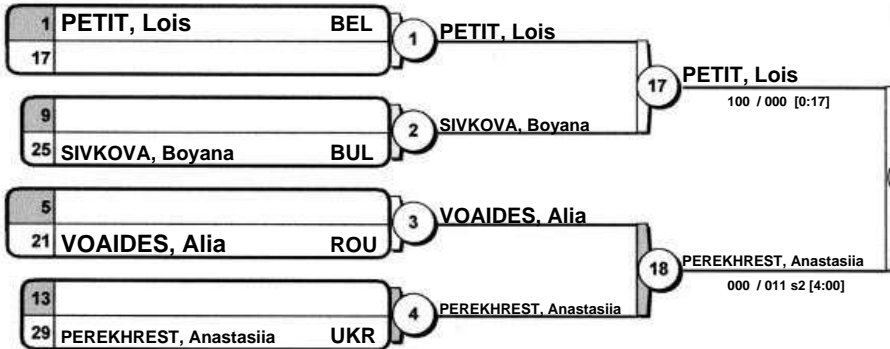 1 PETIT, Lois BEL
17
1 PETIT, Lois
17 PETIT, Lois
100 / 000 [0:17]
9
25 SIVKOVA, Boyana BUL
2 SIVKOVA, Boyana
5
21 VOAIDES, Alia ROU
3 VOAIDES, Alia
18 PEREKHREST, Anastasiia
000 / 011 s2 [4:00]
13
29 PEREKHREST, Anastasiia UKR
4 PEREKHREST, Anastasiia